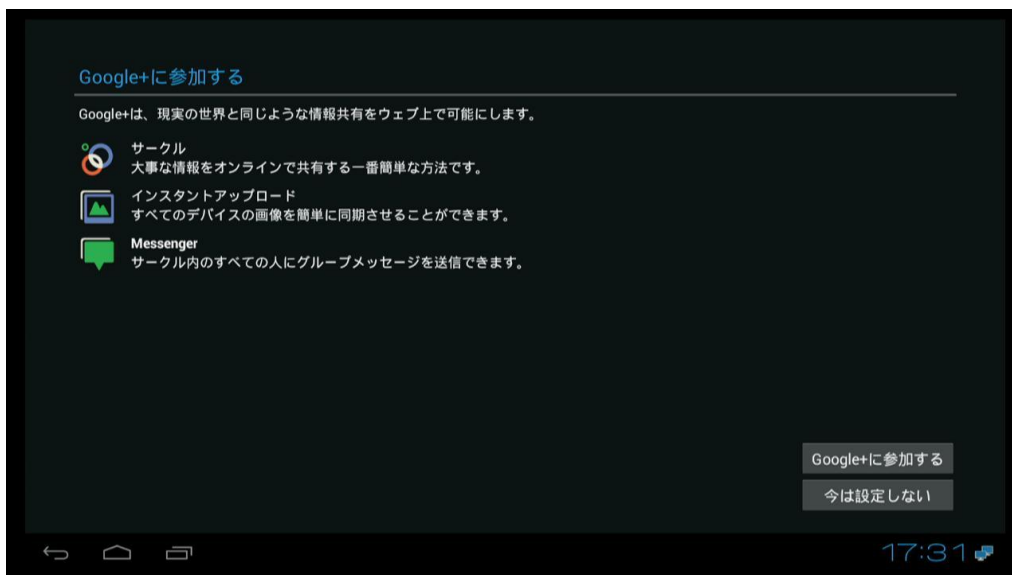 Google+に参加する
Google+は、現実の世界と同じような情報共有をウェブ上で可能にします。
サークル
大事な情報をオンラインで共有する一番簡単な方法です。
インスタントアップロード
すべてのデバイスの画像を簡単に同期させることができます。
Messenger
サークル内のすべての人にグループメッセージを送信できます。
Google+に参加する
今は設定しない
17:31